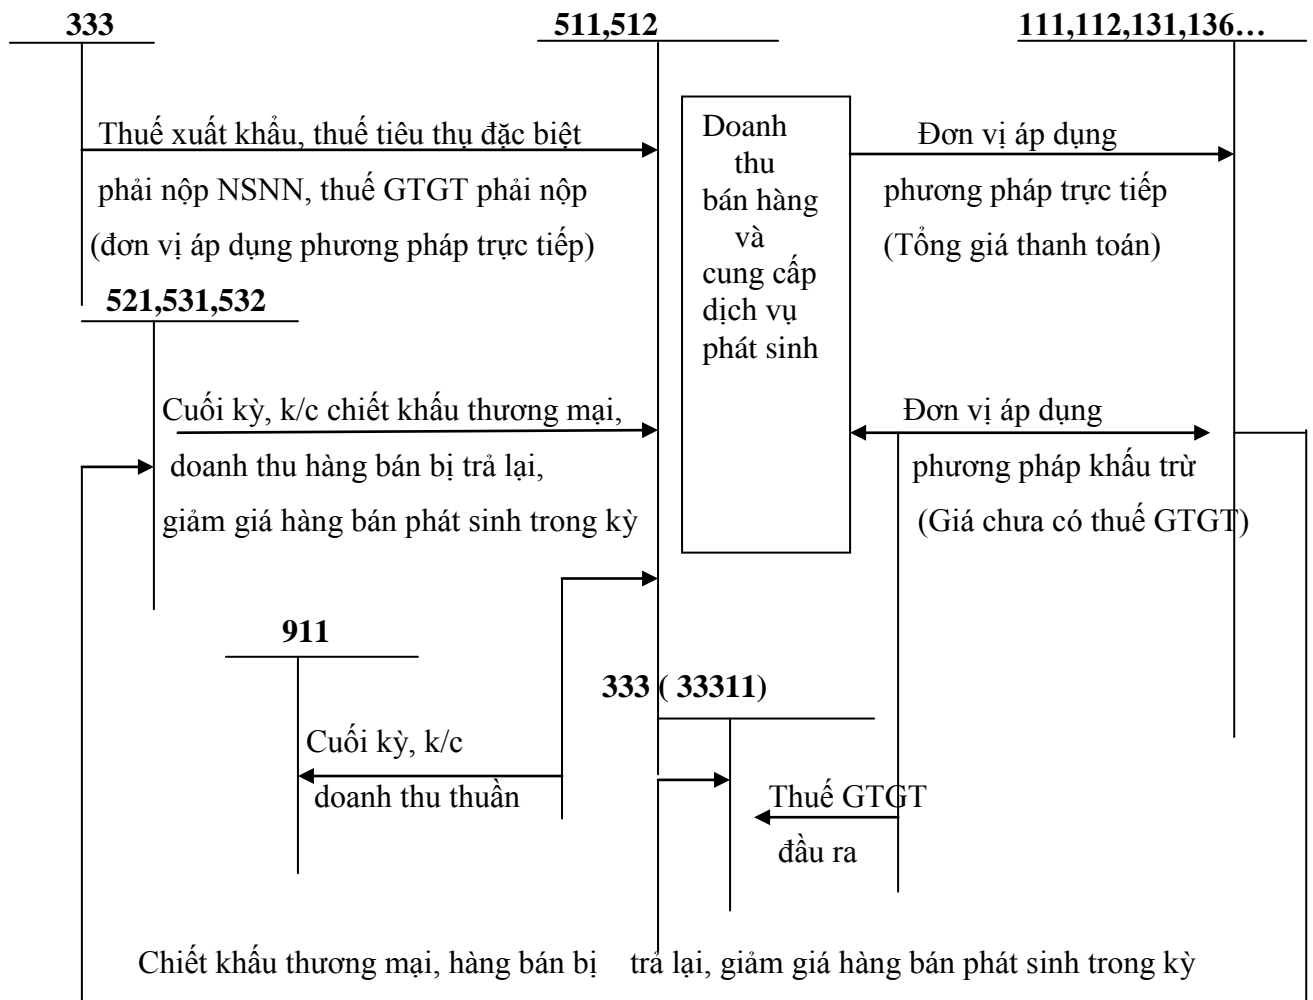 333
511,512
111,112,131,136…
Thuế xuất khẩu, thuế tiêu thụ đặc biệt
phải nộp NSNN, thuế GTGT phải nộp
(đơn vị áp dụng phương pháp trực tiếp)
Doanh
thu
bán hàng
và
cung cấp
dịch vụ
phát sinh
Đơn vị áp dụng
phương pháp trực tiếp
(Tổng giá thanh toán)
521,531,532
Cuối kỳ, k/c chiết khấu thương mại,
doanh thu hàng bán bị trả lại,
giảm giá hàng bán phát sinh trong kỳ
Đơn vị áp dụng
phương pháp khấu trừ
(Giá chưa có thuế GTGT)
911
Cuối kỳ, k/c
doanh thu thuần
333 ( 33311)
Thuế GTGT
đầu ra
Chiết khấu thương mại, hàng bán bị trả lại, giảm giá hàng bán phát sinh trong kỳ